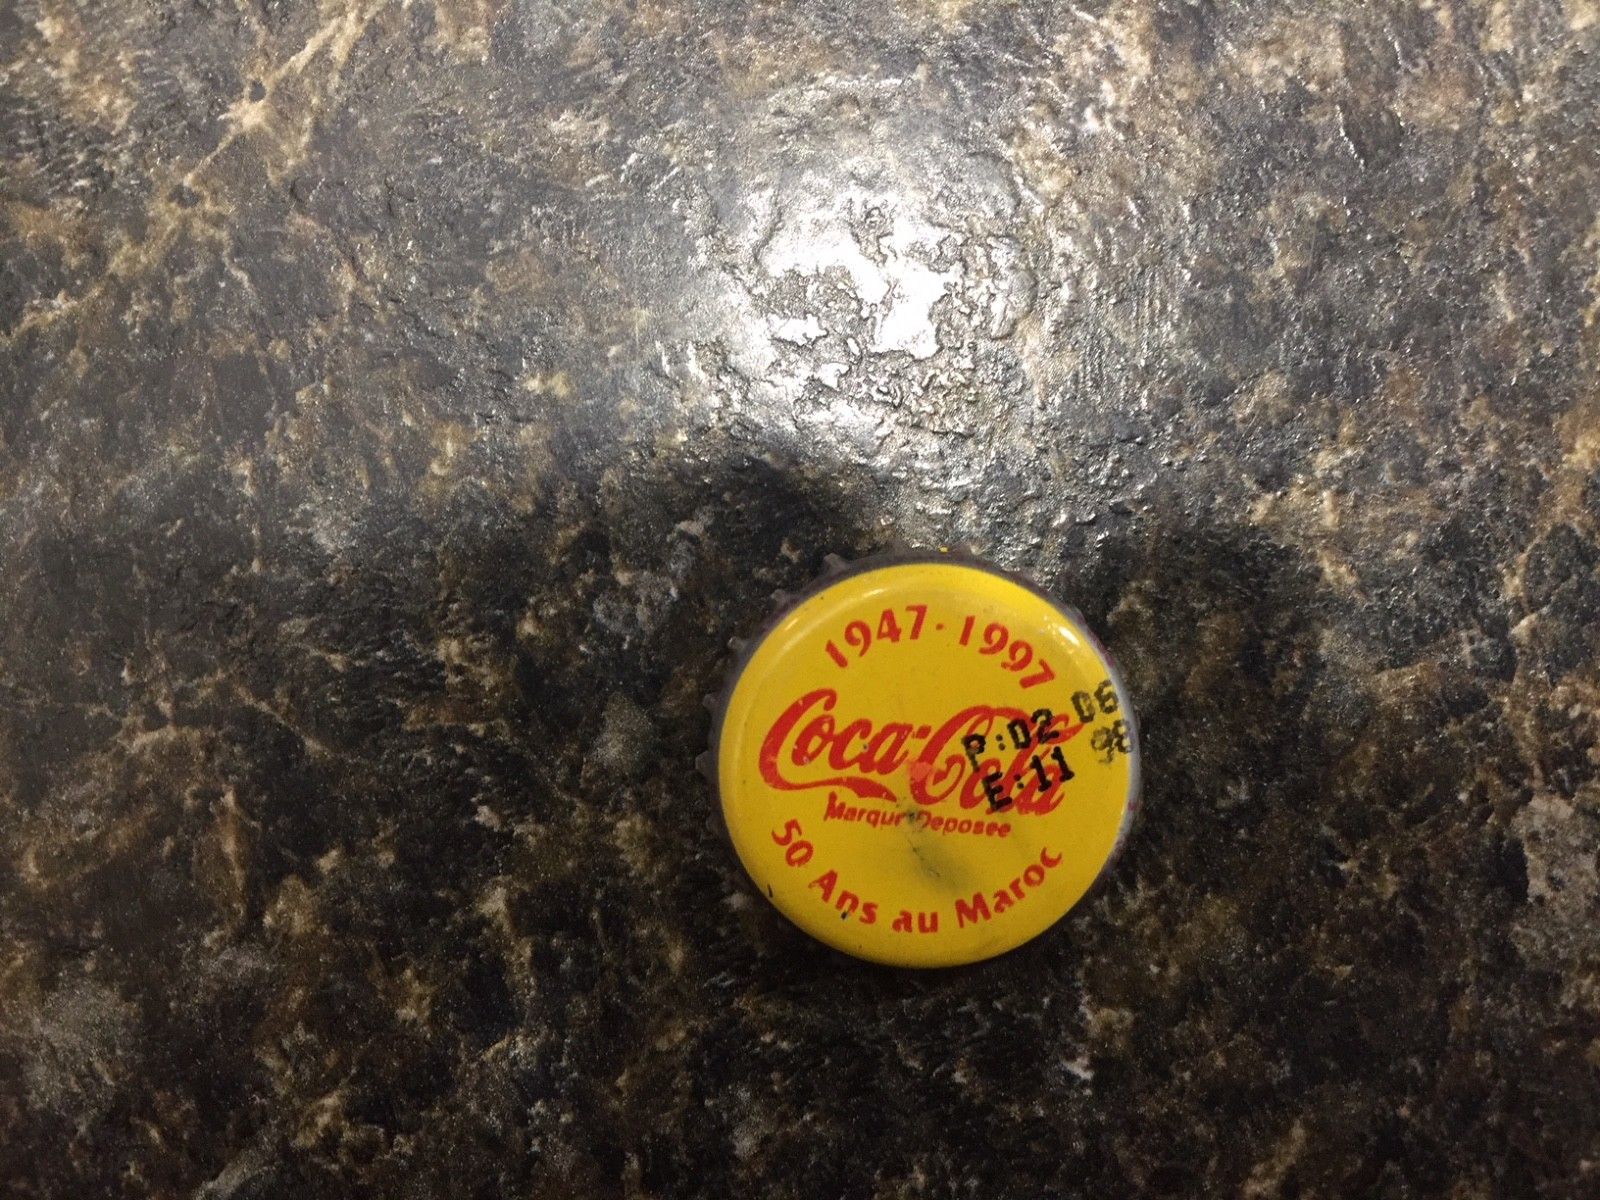 1947-1997
Coca-Cola
P:02 06
E:11 98
Marque Deposee
50 Ans au Maroc